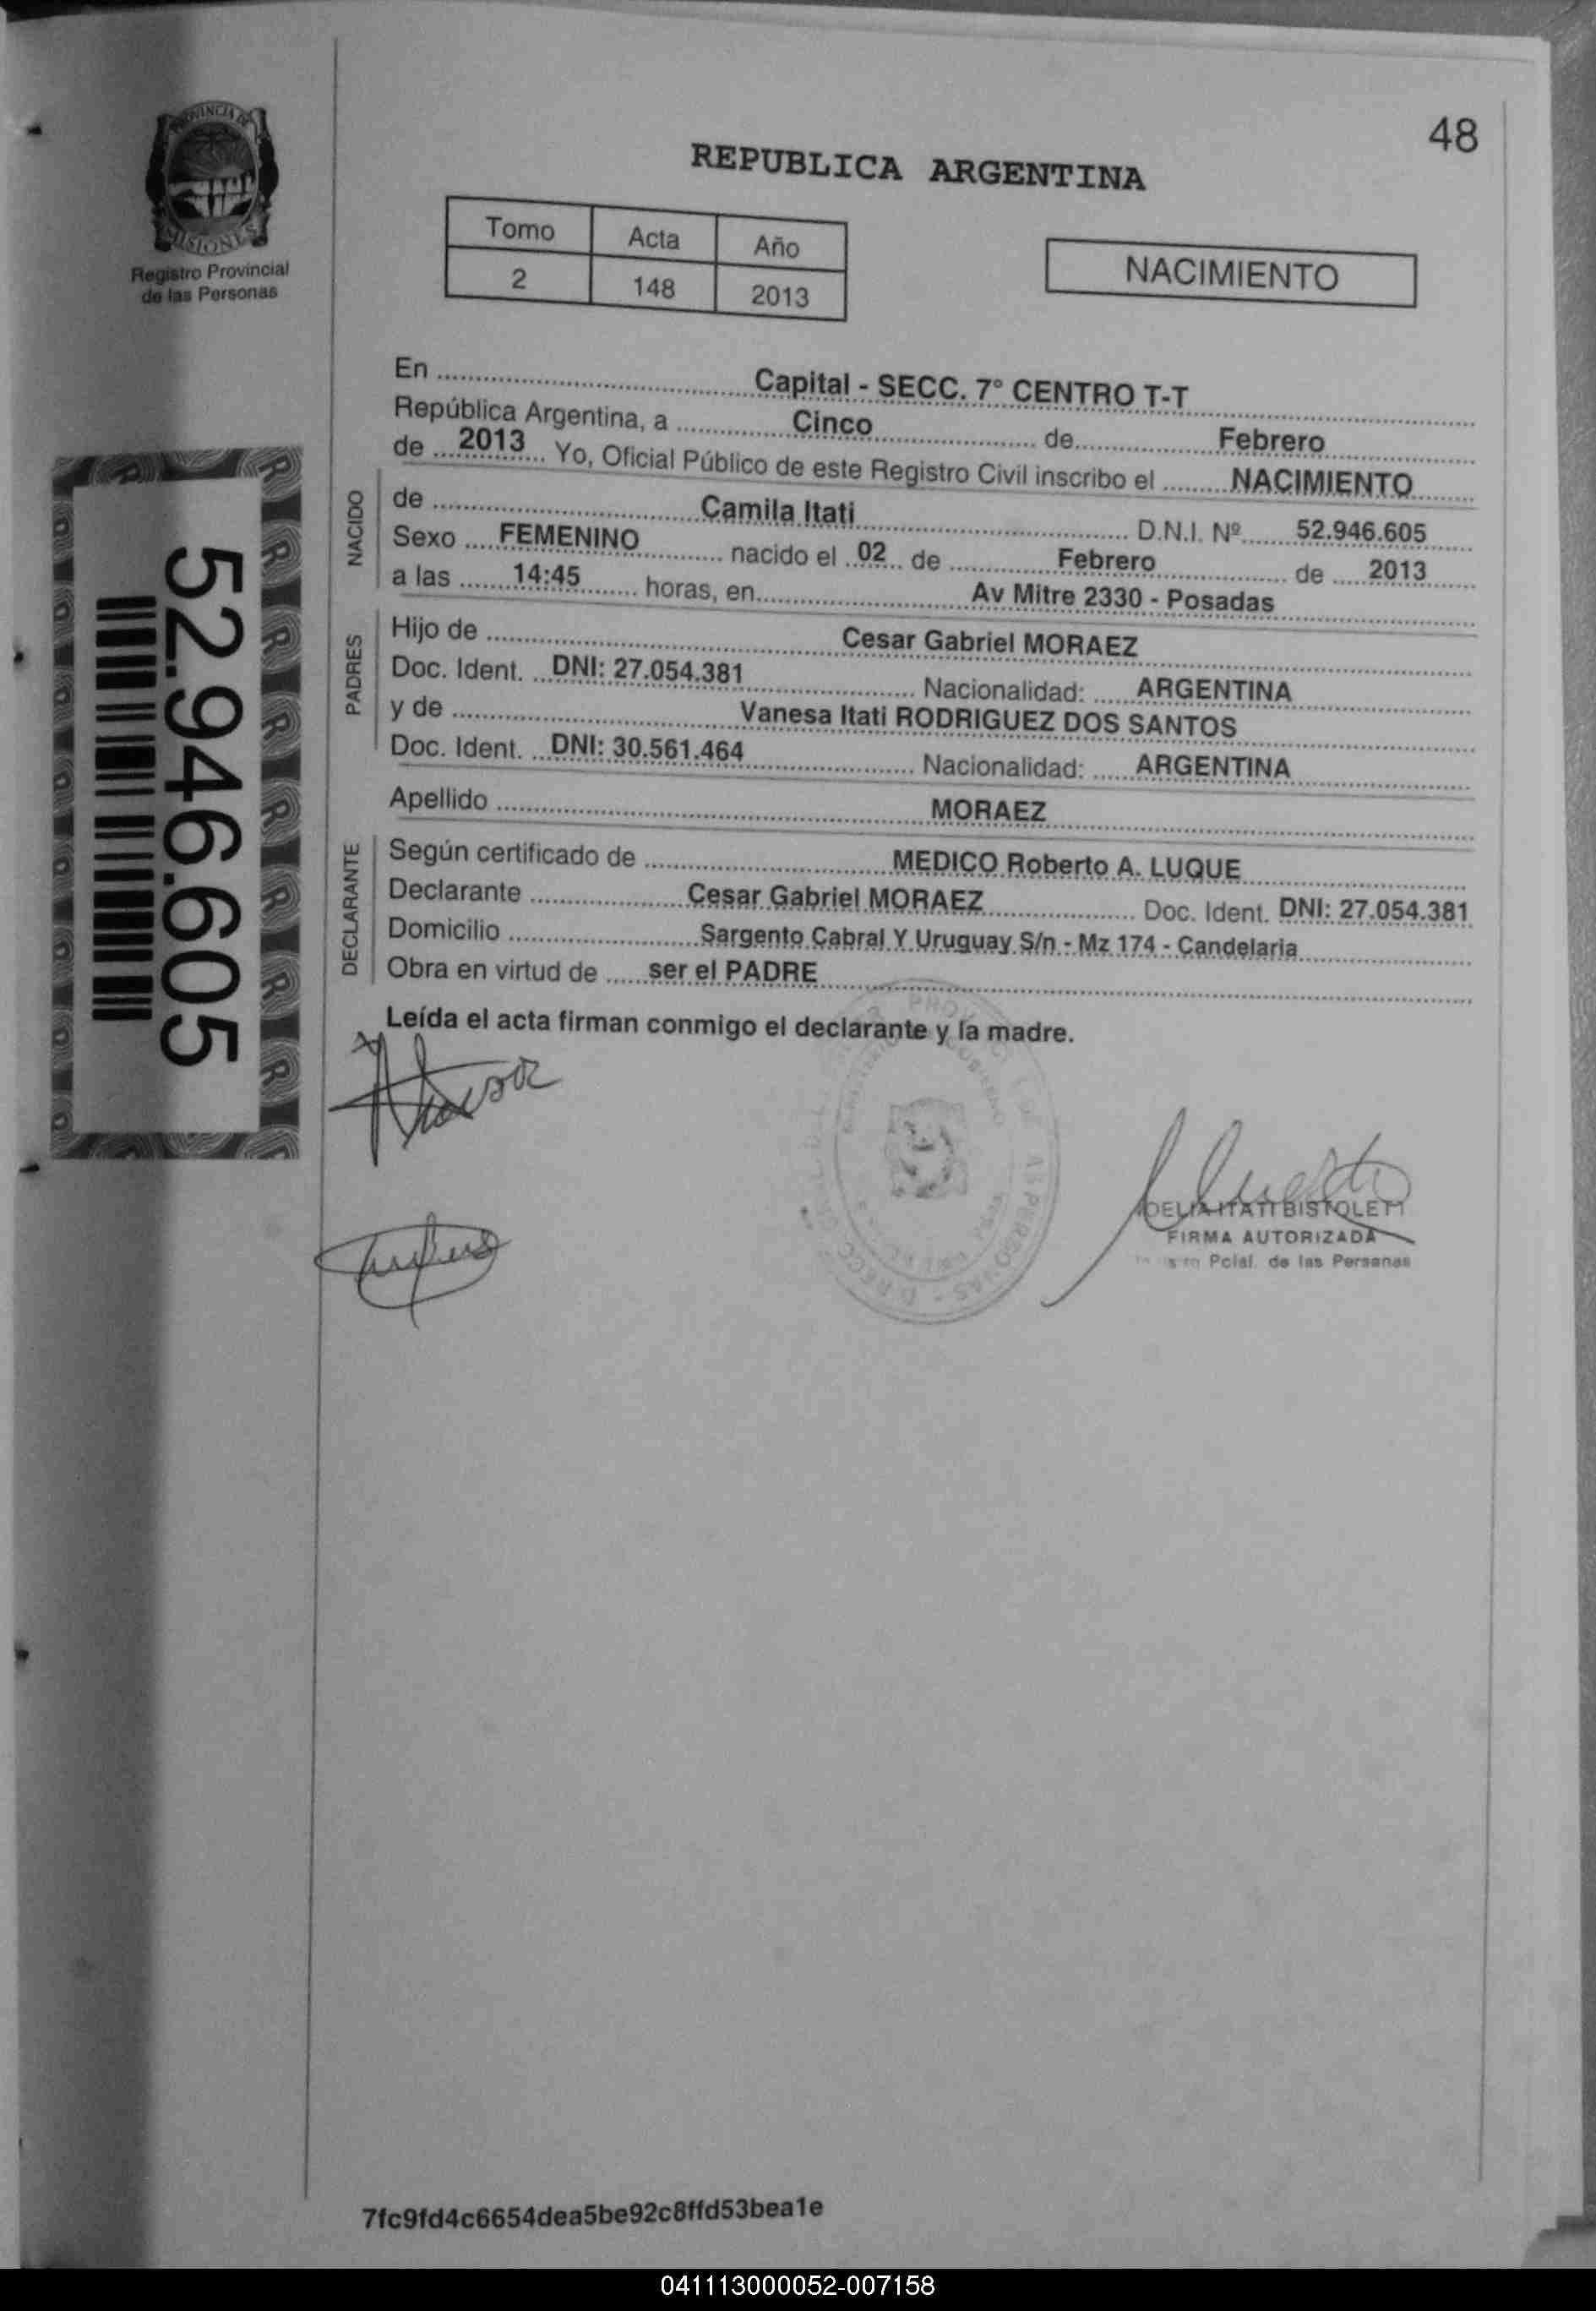 48
PROVINCIA DE
MISIONES
Registro Provincial
de las Personas
REPUBLICA ARGENTINA
Tomo Acta Año
2 148 2013
NACIMIENTO
En Capital - SECC. 7° CENTRO T-T
República Argentina, a Cinco de Febrero
de 2013 Yo, Oficial Público de este Registro Civil inscribo el NACIMIENTO
NACIDO
de Camila Itati D.N.I. Nº 52.946.605
Sexo FEMENINO nacido el 02 de Febrero de 2013
a las 14:45 horas, en Av Mitre 2330 - Posadas
PADRES
Hijo de Cesar Gabriel MORAEZ
Doc. Ident. DNI: 27.054.381 Nacionalidad: ARGENTINA
y de Vanesa Itati RODRIGUEZ DOS SANTOS
Doc. Ident. DNI: 30.561.464 Nacionalidad: ARGENTINA
Apellido MORAEZ
DECLARANTE
Según certificado de MEDICO Roberto A. LUQUE
Declarante Cesar Gabriel MORAEZ Doc. Ident. DNI: 27.054.381
Domicilio Sargento Cabral Y Uruguay S/n - Mz 174 - Candelaria
Obra en virtud de ser el PADRE
Leída el acta firman conmigo el declarante y la madre.
52.946.605
FIRMA AUTORIZADA
Pcial. de las Personas
7fc9fd4c6654dea5be92c8ffd53bea1e
041113000052-007158